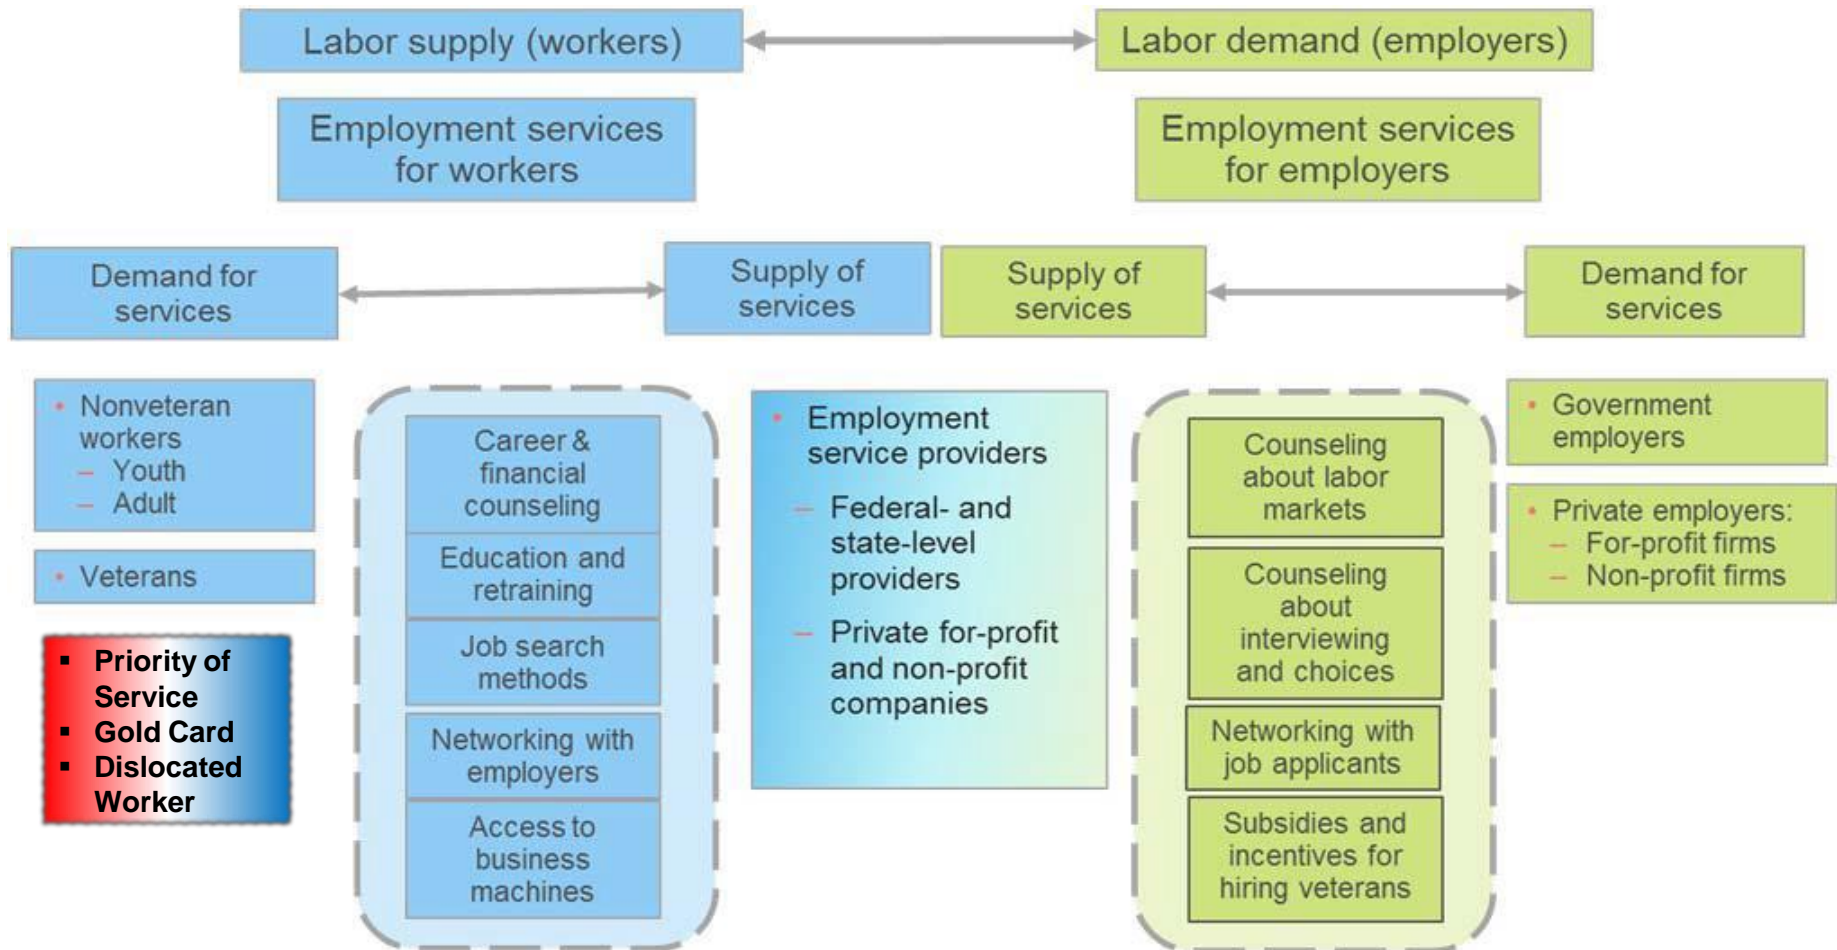 Labor supply (workers)
Labor demand (employers)
Employment services
for workers
Employment services
for employers
Demand for
services
Supply of
services
Supply of
services
Demand for
services
• Nonveteran
workers
– Youth
– Adult
• Veterans
▪ Priority of
Service
▪ Gold Card
▪ Dislocated
Worker
Career &
financial
counseling
Education and
retraining
Job search
methods
Networking with
employers
Access to
business
machines
• Employment
service providers
– Federal- and
state-level
providers
– Private for-profit
and non-profit
companies
Counseling
about labor
markets
Counseling
about
interviewing
and choices
Networking with
job applicants
Subsidies and
incentives for
hiring veterans
• Government
employers
• Private employers:
– For-profit firms
– Non-profit firms